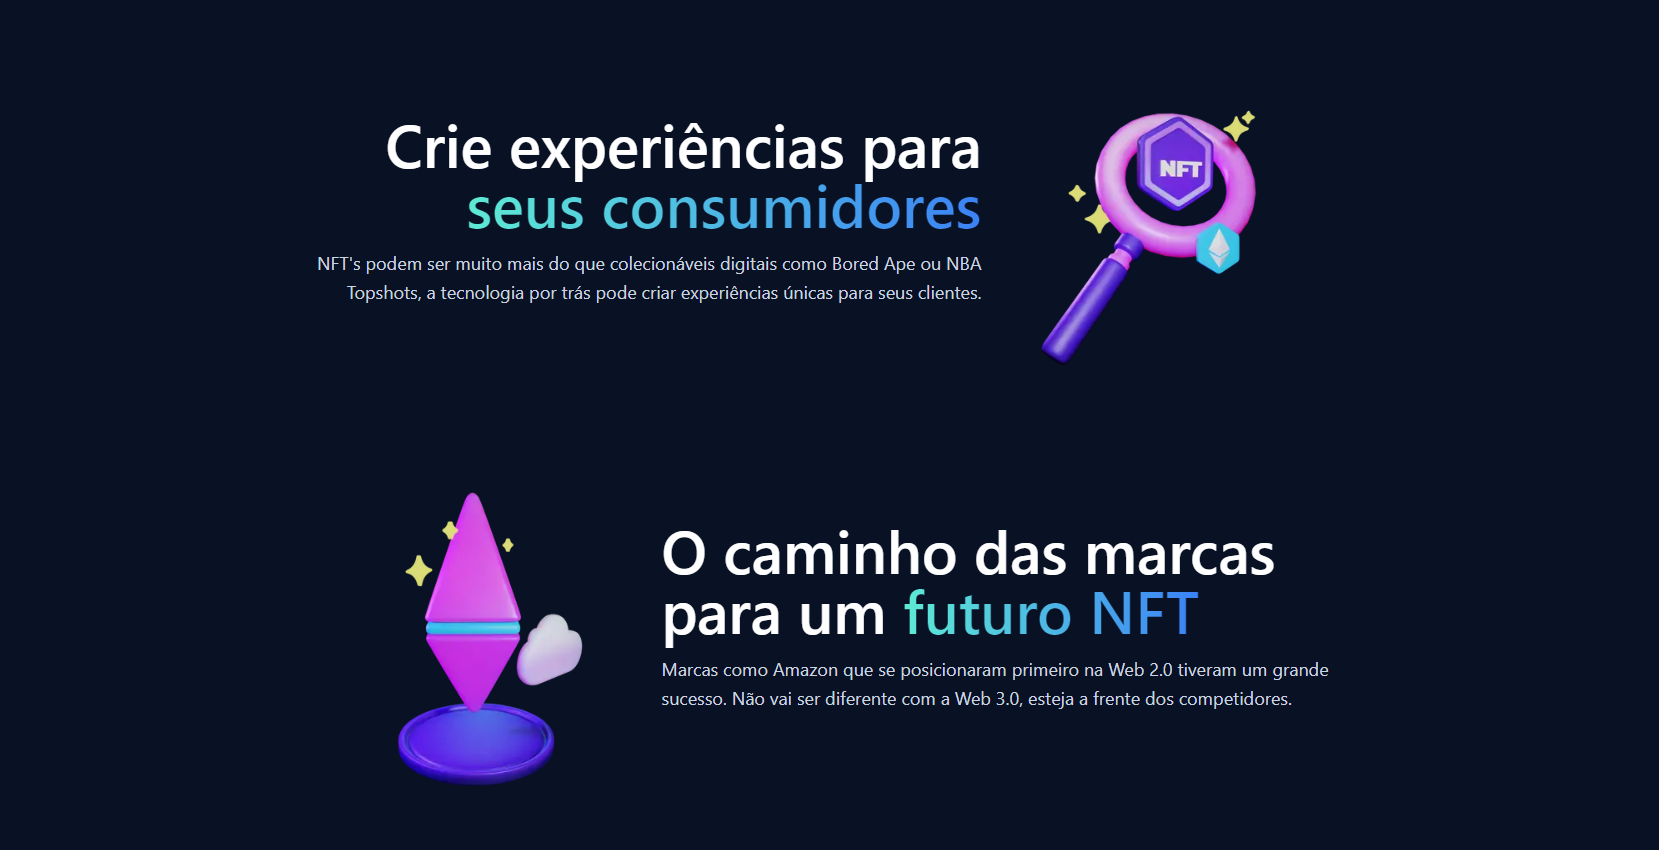 Crie experiências para
seus consumidores
NFT's podem ser muito mais do que colecionáveis digitais como Bored Ape ou NBA
Topshots, a tecnologia por trás pode criar experiências únicas para seus clientes.
NFT
O caminho das marcas
para um futuro NFT
Marcas como Amazon que se posicionaram primeiro na Web 2.0 tiveram um grande
sucesso. Não vai ser diferente com a Web 3.0, esteja a frente dos competidores.